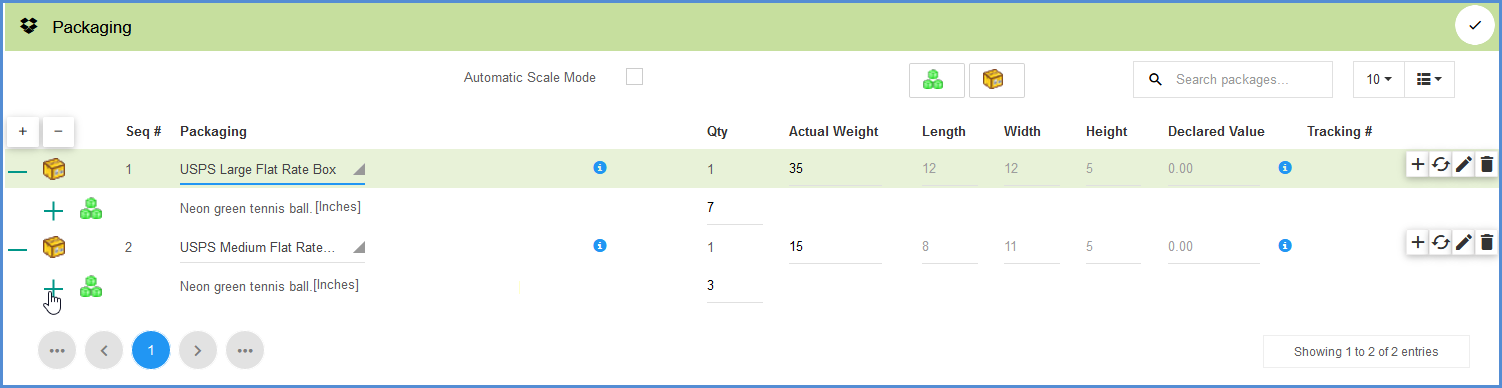 Packaging
Automatic Scale Mode
Search packages...
10
+ − Seq # Packaging Qty Actual Weight Length Width Height Declared Value Tracking #
1 USPS Large Flat Rate Box 1 35 12 12 5 0.00
Neon green tennis ball. [Inches] 7
2 USPS Medium Flat Rate... 1 15 8 11 5 0.00
Neon green tennis ball. [Inches] 3
... < 1 > ...
Showing 1 to 2 of 2 entries